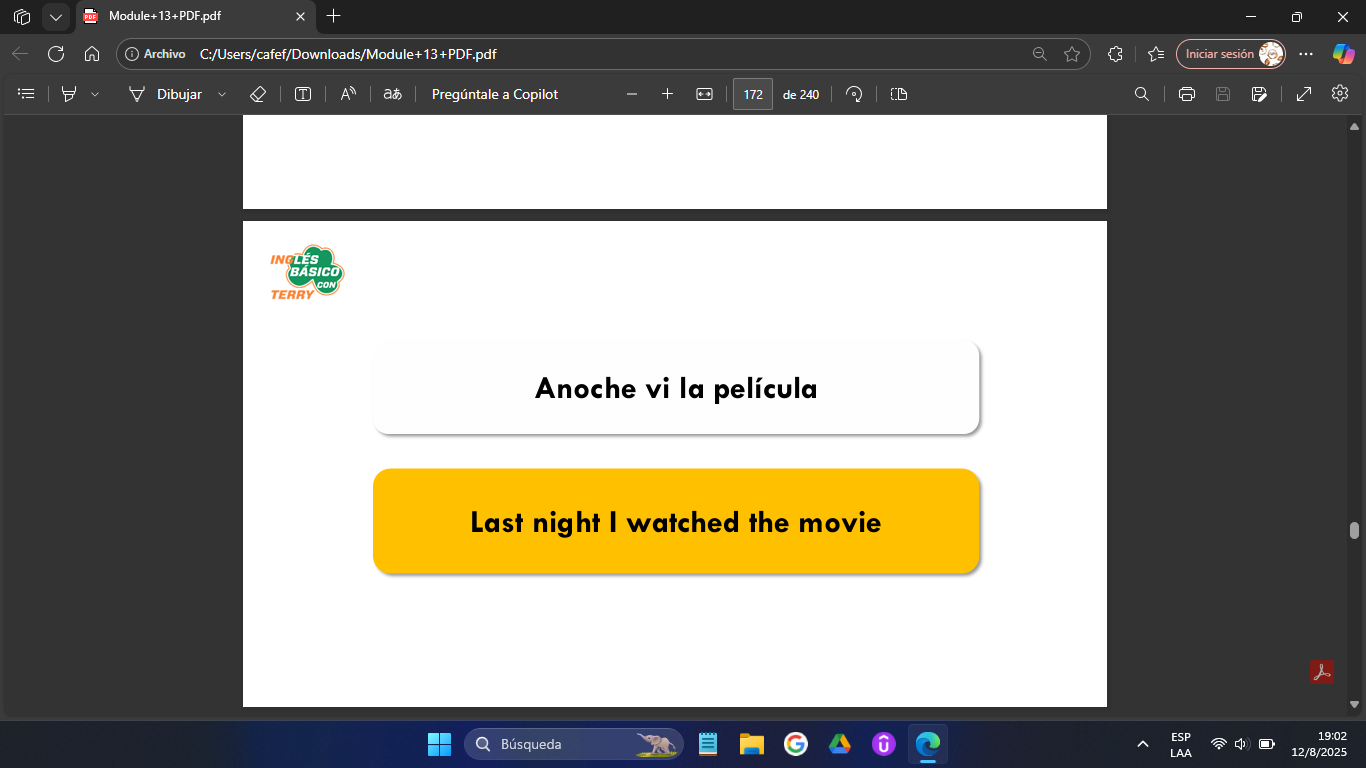 Module+13+PDF.pdf
Archivo C:/Users/cafef/Downloads/Module+13+PDF.pdf Iniciar sesión
Dibujar aあ Pregúntale a Copilot 172 de 240
INGLÉS
BÁSICO
CON
TERRY
Anoche vi la película
Last night I watched the movie
Búsqueda
ESP
LAA
19:02
12/8/2025